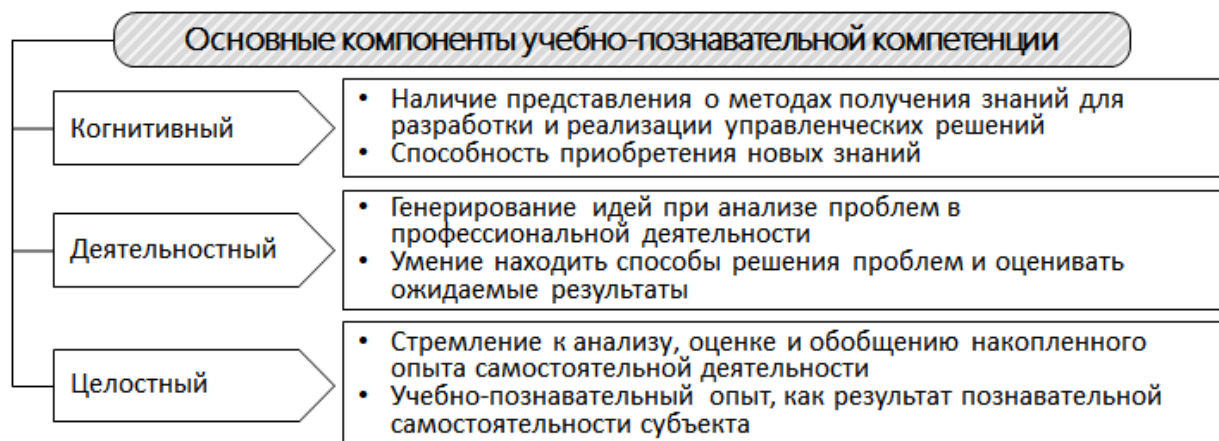 Основные компоненты учебно-познавательной компетенции
Когнитивный
• Наличие представления о методах получения знаний для
разработки и реализации управленческих решений
• Способность приобретения новых знаний
Деятельностный
• Генерирование идей при анализе проблем в
профессиональной деятельности
• Умение находить способы решения проблем и оценивать
ожидаемые результаты
Целостный
• Стремление к анализу, оценке и обобщению накопленного
опыта самостоятельной деятельности
• Учебно-познавательный опыт, как результат познавательной
самостоятельности субъекта